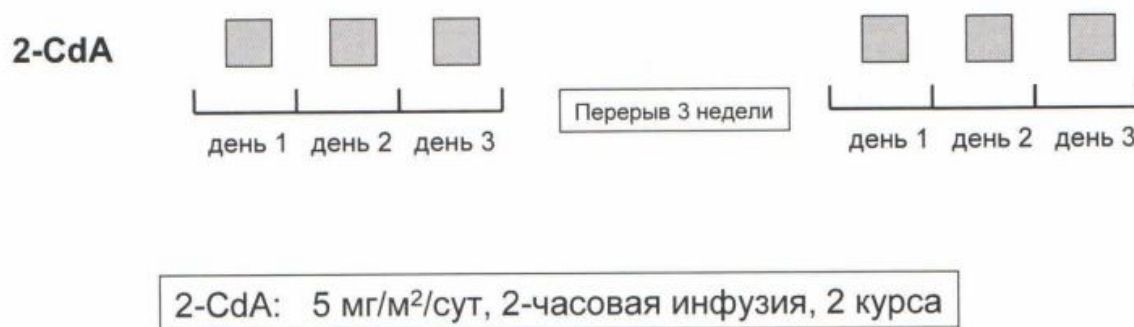 2-CdA
день 1 день 2 день 3
Перерыв 3 недели
день 1 день 2 день 3
2-CdA: 5 мг/м²/сут, 2-часовая инфузия, 2 курса